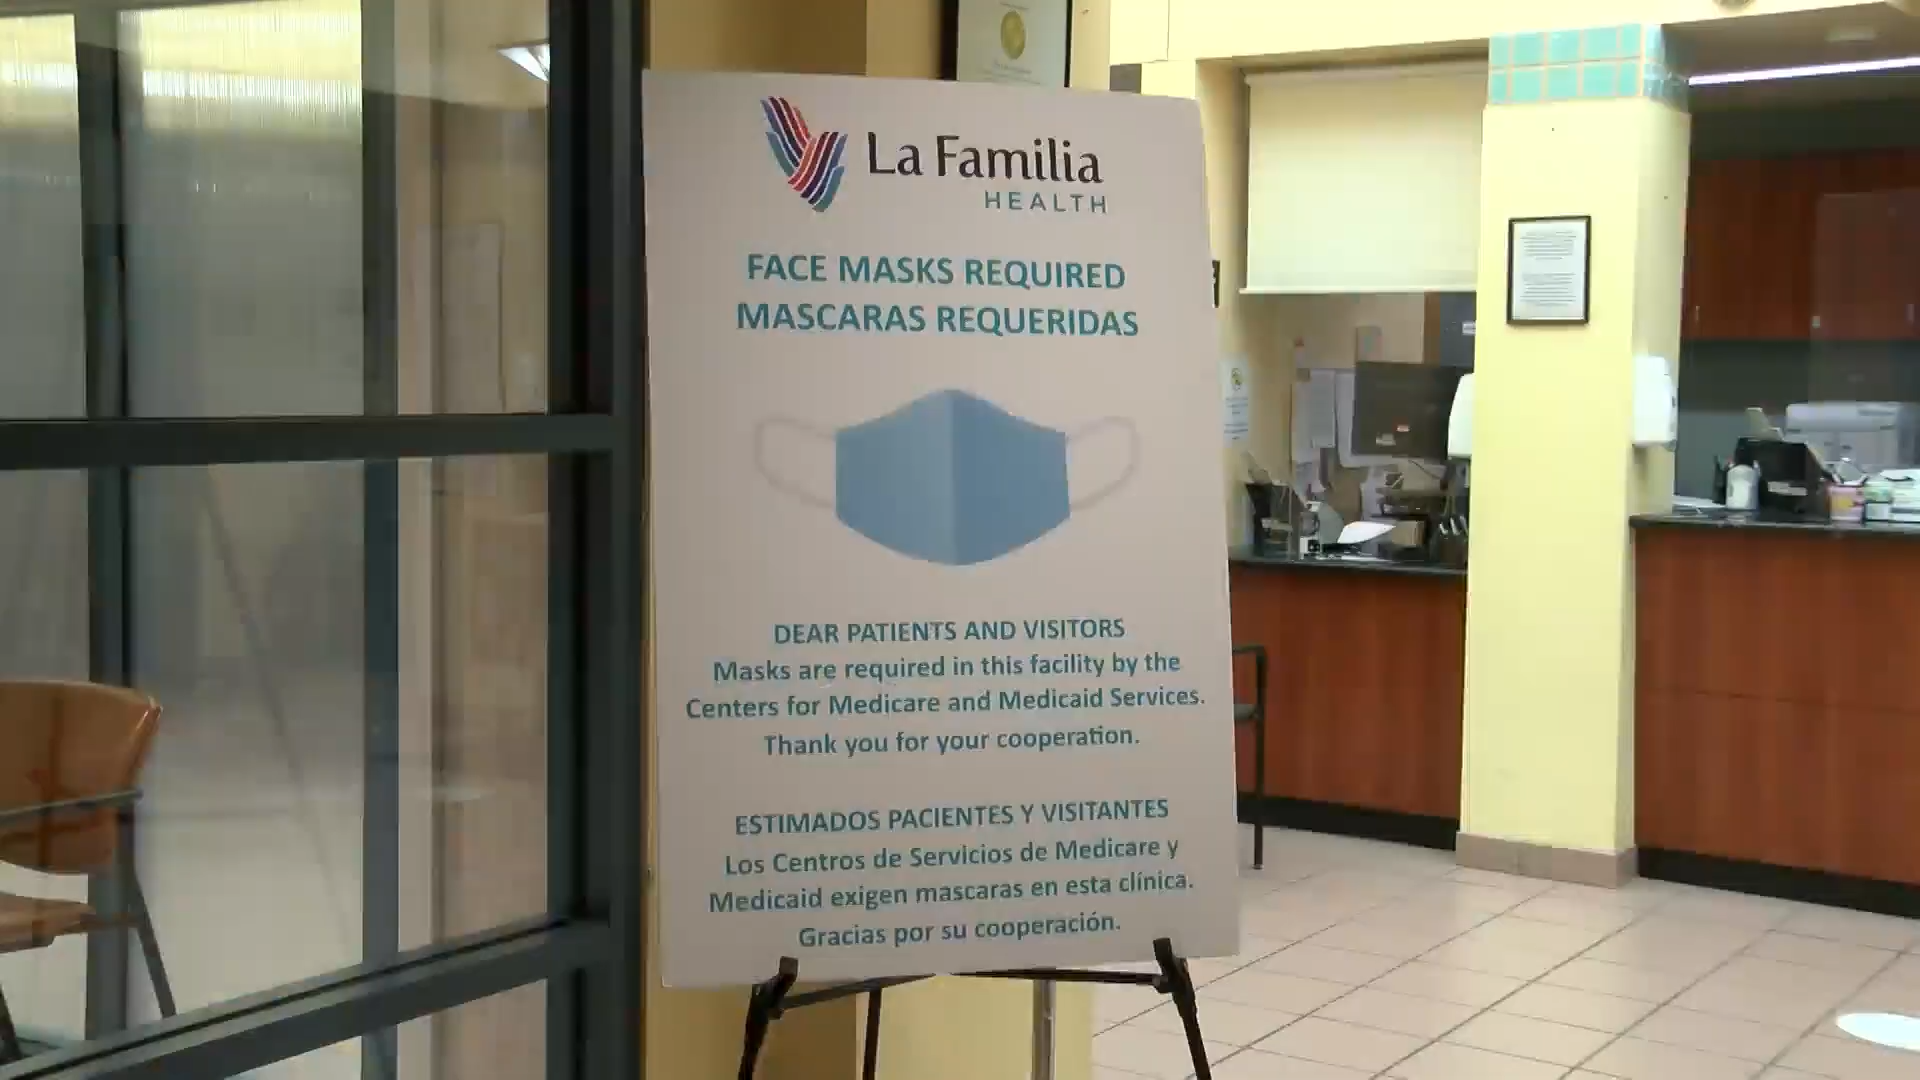 La Familia
HEALTH
FACE MASKS REQUIRED
MASCARAS REQUERIDAS
DEAR PATIENTS AND VISITORS
Masks are required in this facility by the
Centers for Medicare and Medicaid Services.
Thank you for your cooperation.
ESTIMADOS PACIENTES Y VISITANTES
Los Centros de Servicios de Medicare y
Medicaid exigen mascaras en esta clínica.
Gracias por su cooperación.